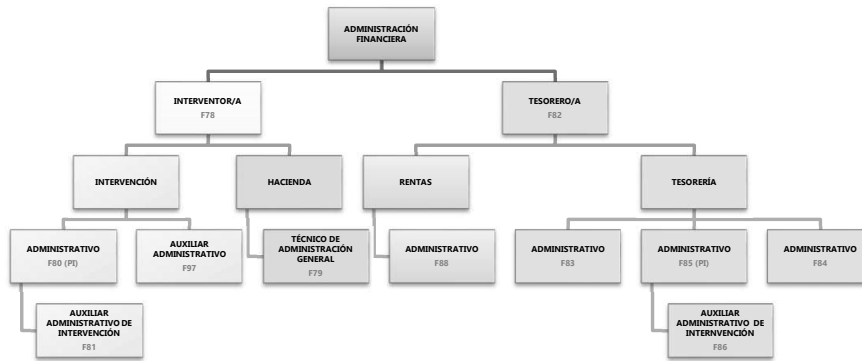 ADMINISTRACIÓN
FINANCIERA
INTERVENTOR/A
F78
TESORERO/A
F82
INTERVENCIÓN
HACIENDA
RENTAS
TESORERÍA
ADMINISTRATIVO
F80 (PI)
AUXILIAR
ADMINISTRATIVO
F97
TÉCNICO DE
ADMINISTRACIÓN
GENERAL
F79
ADMINISTRATIVO
F88
ADMINISTRATIVO
F83
ADMINISTRATIVO
F85 (PI)
ADMINISTRATIVO
F84
AUXILIAR
ADMINISTRATIVO DE
INTERVENCIÓN
F81
AUXILIAR
ADMINISTRATIVO DE
INTERNVENCIÓN
F86